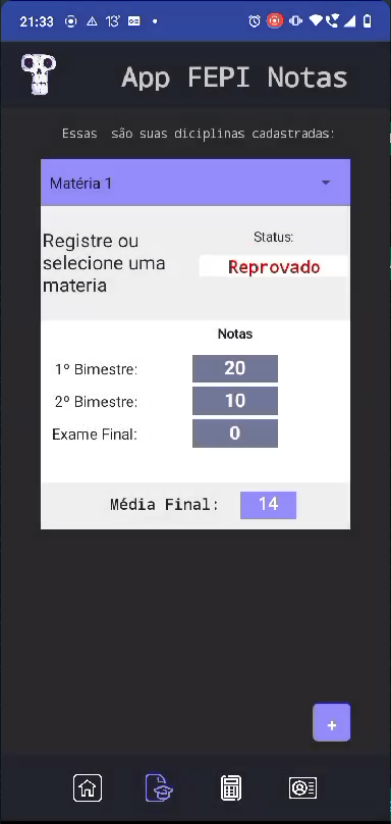 21:33 13°
App FEPI Notas
Essas são suas diciplinas cadastradas:
Matéria 1
Registre ou
selecione uma
materia
Status:
Reprovado
Notas
1º Bimestre: 20
2º Bimestre: 10
Exame Final: 0
Média Final: 14
+